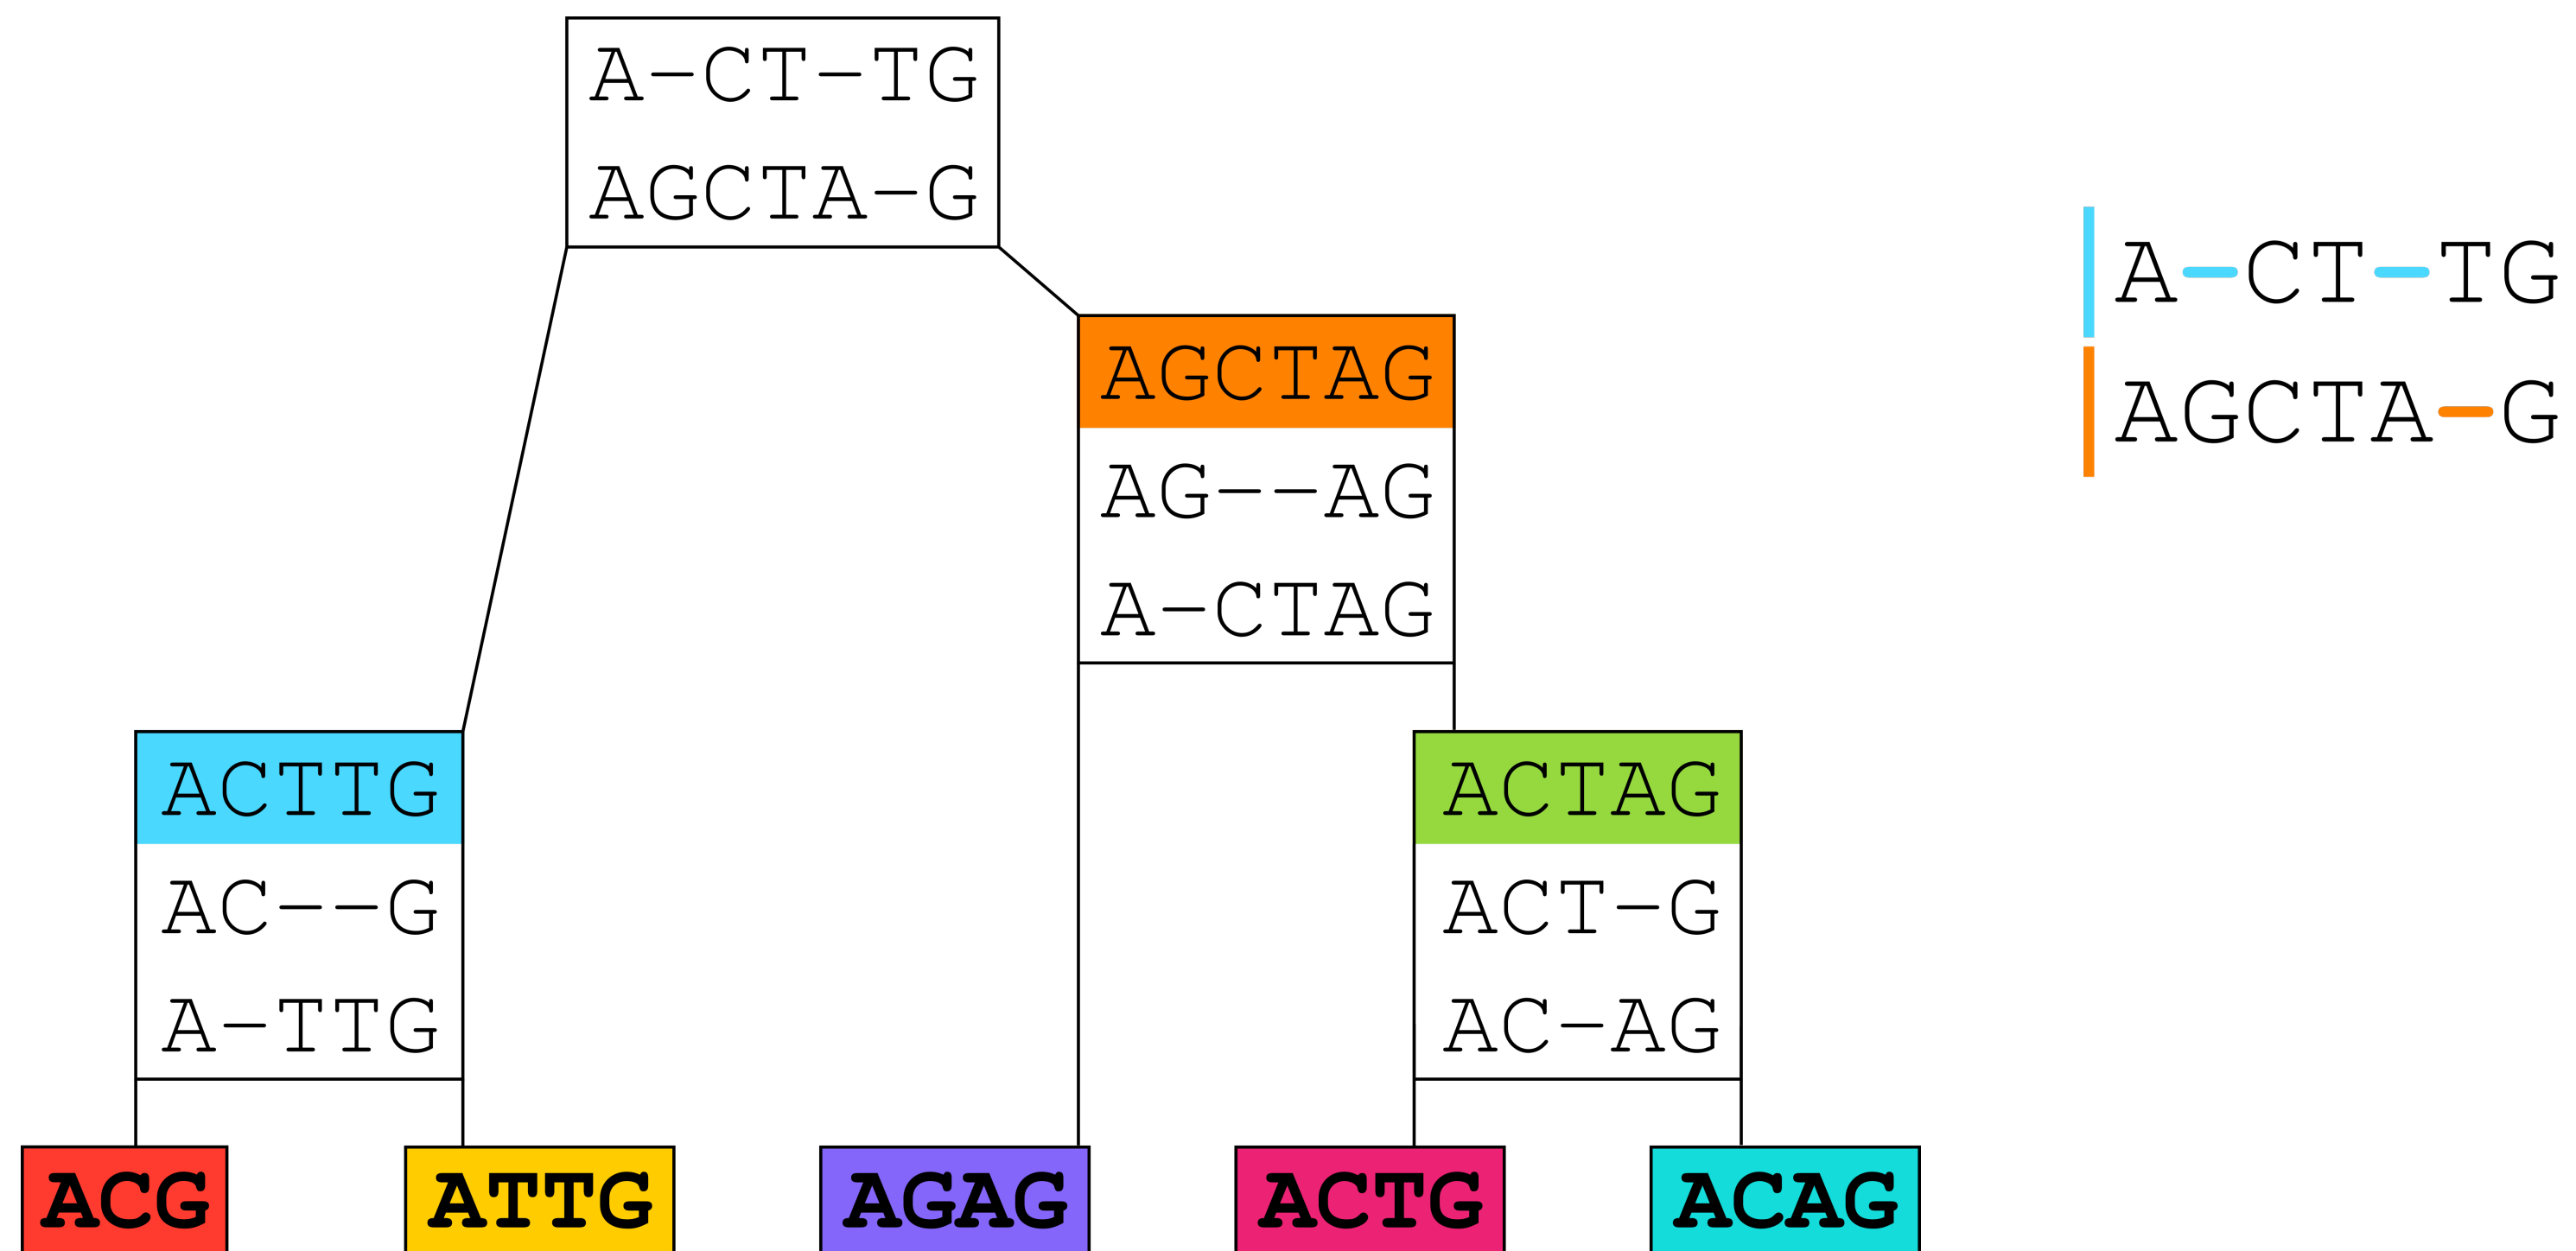 A-CT-TG
AGCTA-G
A-CT-TG
AGCTA-G
AGCTAG
AG--AG
A-CTAG
ACTTG
AC--G
A-TTG
ACTAG
ACT-G
AC-AG
ACG
ATTG
AGAG
ACTG
ACAG